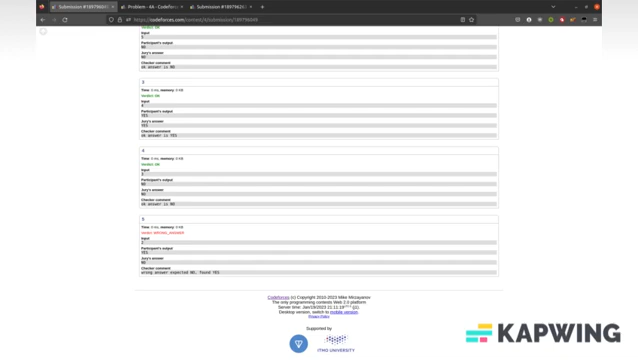 Submission #189796049
Problem - 4A - Codeforces
Submission #18979620
https://codeforces.com/contest/4/submission/189796049
Verdict: OK
Input
5
Participant's output
NO
Jury's answer
NO
Checker comment
ok answer is NO
3
Time: 0 ms, memory: 0 KB
Verdict: OK
Input
4
Participant's output
YES
Jury's answer
YES
Checker comment
ok answer is YES
4
Time: 0 ms, memory: 0 KB
Verdict: OK
Input
3
Participant's output
NO
Jury's answer
NO
Checker comment
ok answer is NO
5
Time: 0 ms, memory: 0 KB
Verdict: WRONG_ANSWER
Input
2
Participant's output
YES
Jury's answer
NO
Checker comment
wrong answer expected NO, found YES
Codeforces (c) Copyright 2010-2023 Mike Mirzayanov
The only programming contests Web 2.0 platform
Desktop version, switch to mobile version.
Privacy Policy
Supported by
ITMO UNIVERSITY
KAPWING